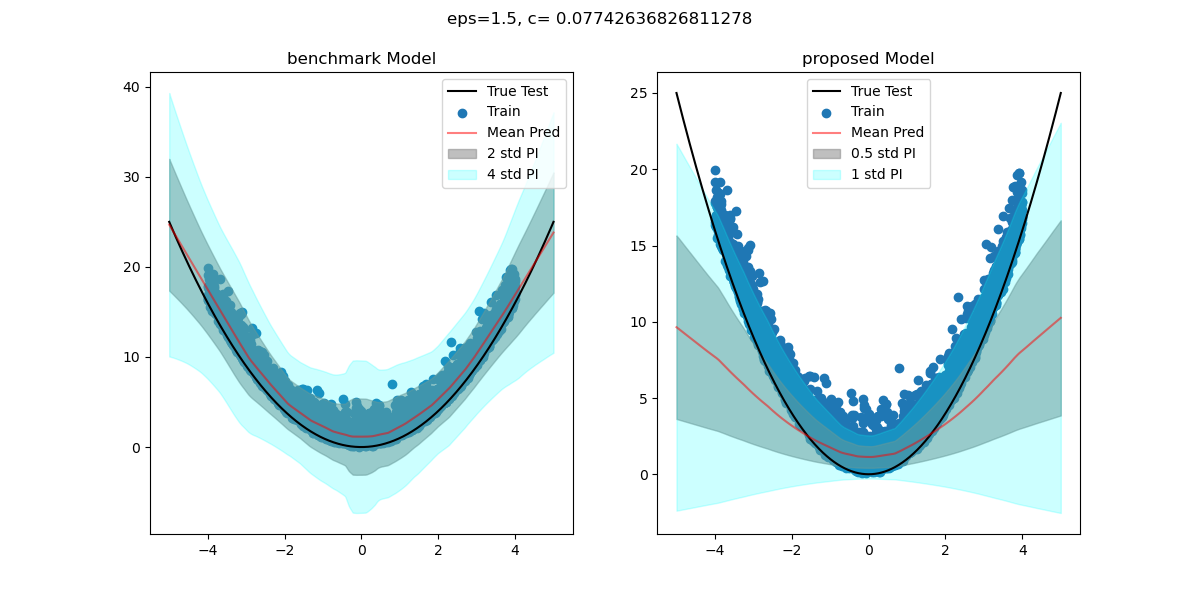 eps=1.5, c= 0.07742636826811278
benchmark Model
proposed Model
True Test
Train
Mean Pred
2 std PI
4 std PI
True Test
Train
Mean Pred
0.5 std PI
1 std PI
40
30
20
10
0
−4
−2
0
2
4
25
20
15
10
5
0
−4
−2
0
2
4